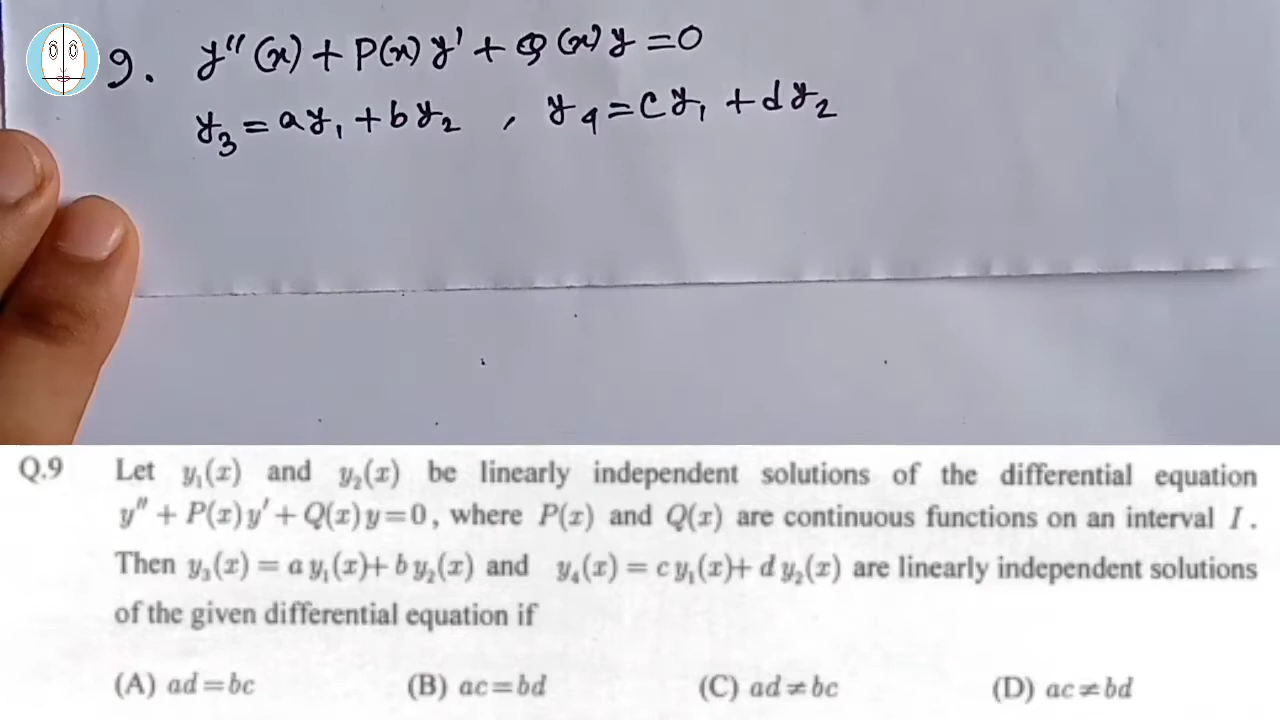 9. y''(x) + P(x) y' + Q(x) y = 0
y₃ = ay₁ + by₂ , y₄ = cy₁ + dy₂
Q.9 Let y₁(x) and y₂(x) be linearly independent solutions of the differential equation
y″ + P(x)y′ + Q(x)y=0, where P(x) and Q(x) are continuous functions on an interval I.
Then y₃(x) = a y₁(x)+ b y₂(x) and y₄(x) = c y₁(x)+ d y₂(x) are linearly independent solutions
of the given differential equation if
(A) ad=bc (B) ac=bd (C) ad≠bc (D) ac≠bd